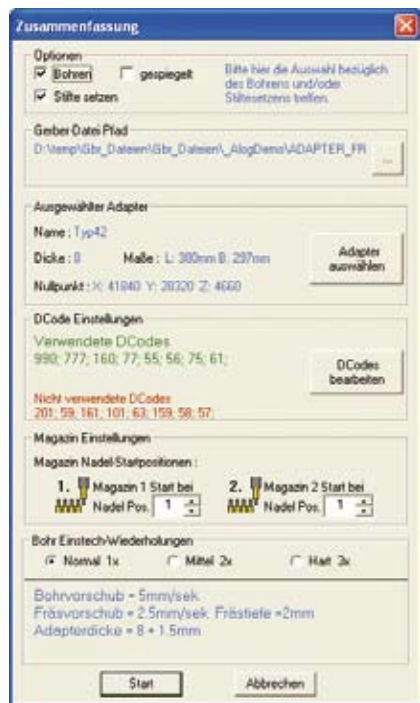 Zusammenfassung
Optionen
Bohren gespiegelt
Stifte setzen
Bitte hier die Auswahl bezüglich
des Bohrens und/oder
Stiftesetzens treffen.
Gerber Datei Pfad
D:\temp\Gbr_Dateien\Gbr_Dateien\_AlogDemo\ADAPTER_FR
...
Ausgewählter Adapter
Name : Typ42
Dicke : 8 Maße : L: 380mm B: 297mm
Nullpunkt : X: 41840 Y: 20320 Z: 4660
Adapter
auswählen
DCode Einstellungen
Verwendete DCodes
990; 777; 160; 77; 55; 56; 75; 61;
Nicht verwendete DCodes
201; 59; 161; 101; 63; 159; 58; 57;
DCodes
bearbeiten
Magazin Einstellungen
Magazin Nadel-Startpositionen :
1. Magazin 1 Start bei
Nadel Pos. 1
2. Magazin 2 Start bei
Nadel Pos. 1
Bohr Einstech-Wiederholungen
Normal 1x Mittel 2x Hart 3x
Bohrvorschub = 5mm/sek.
Fräsvorschub = 2.5mm/sek. Frästiefe =2mm
Adapterdicke = 8 + 1.5mm
Start Abbrechen